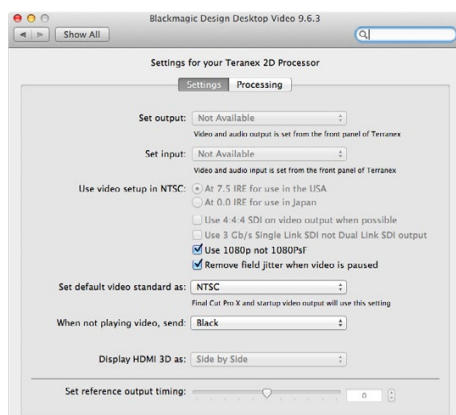 Blackmagic Design Desktop Video 9.6.3
Show All
Settings for your Teranex 2D Processor
Settings Processing
Set output: Not Available
Video and audio output is set from the front panel of Terranex
Set input: Not Available
Video and audio input is set from the front panel of Terranex
Use video setup in NTSC: At 7.5 IRE for use in the USA
At 0.0 IRE for use in Japan
Use 4:4:4 SDI on video output when possible
Use 3 Gb/s Single Link SDI not Dual Link SDI output
Use 1080p not 1080PsF
Remove field jitter when video is paused
Set default video standard as: NTSC
Final Cut Pro X and startup video output will use this setting
When not playing video, send: Black
Display HDMI 3D as: Side by Side
Set reference output timing: 0